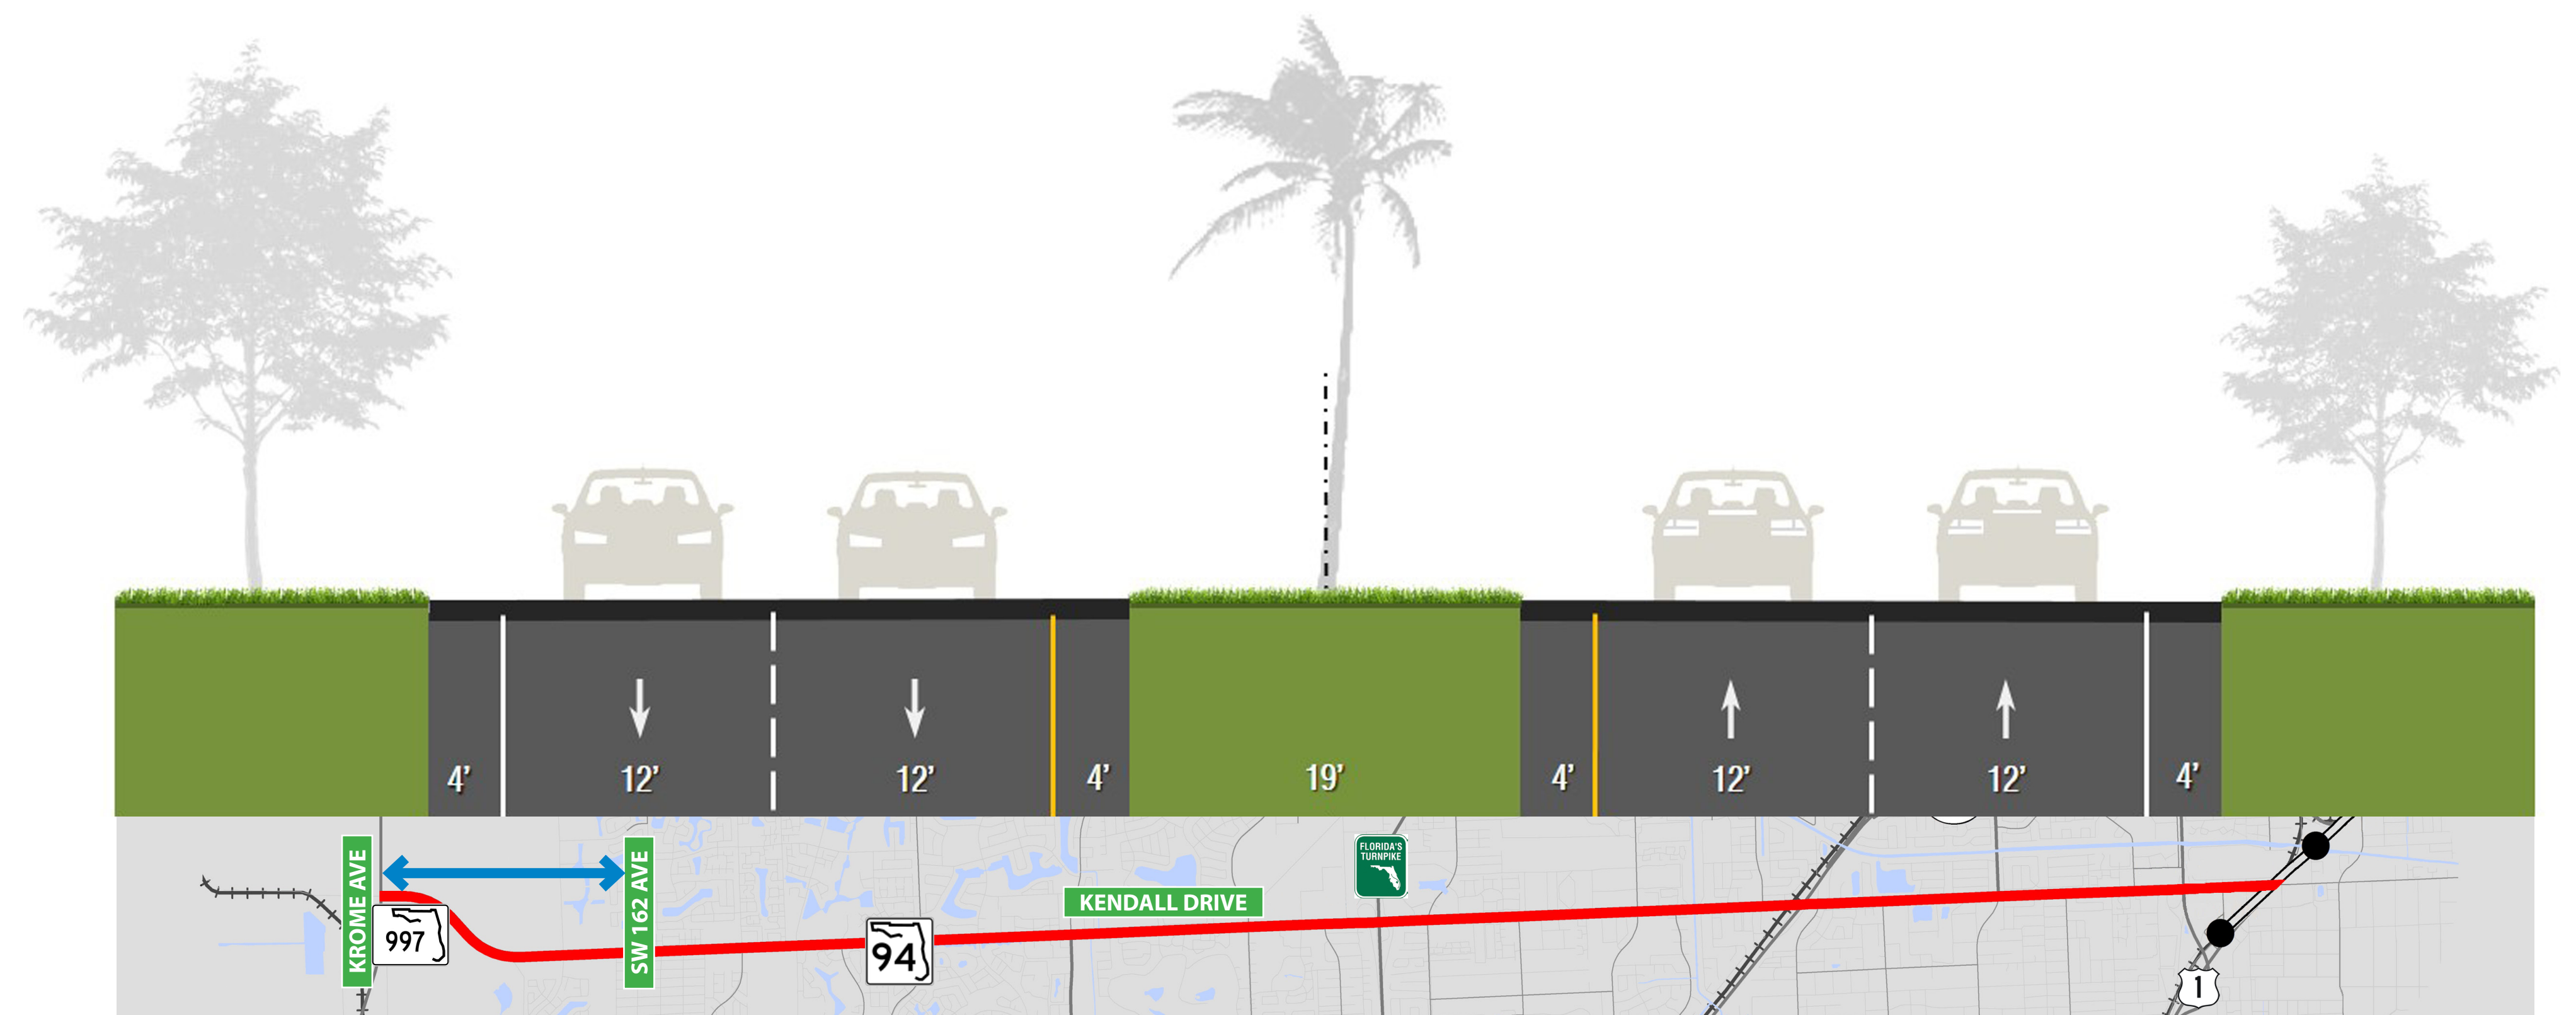 4’
12’
12’
4’
19’
4’
12’
12’
4’
KROME AVE
997
SW 162 AVE
94
KENDALL DRIVE
FLORIDA'S
TURNPIKE
1